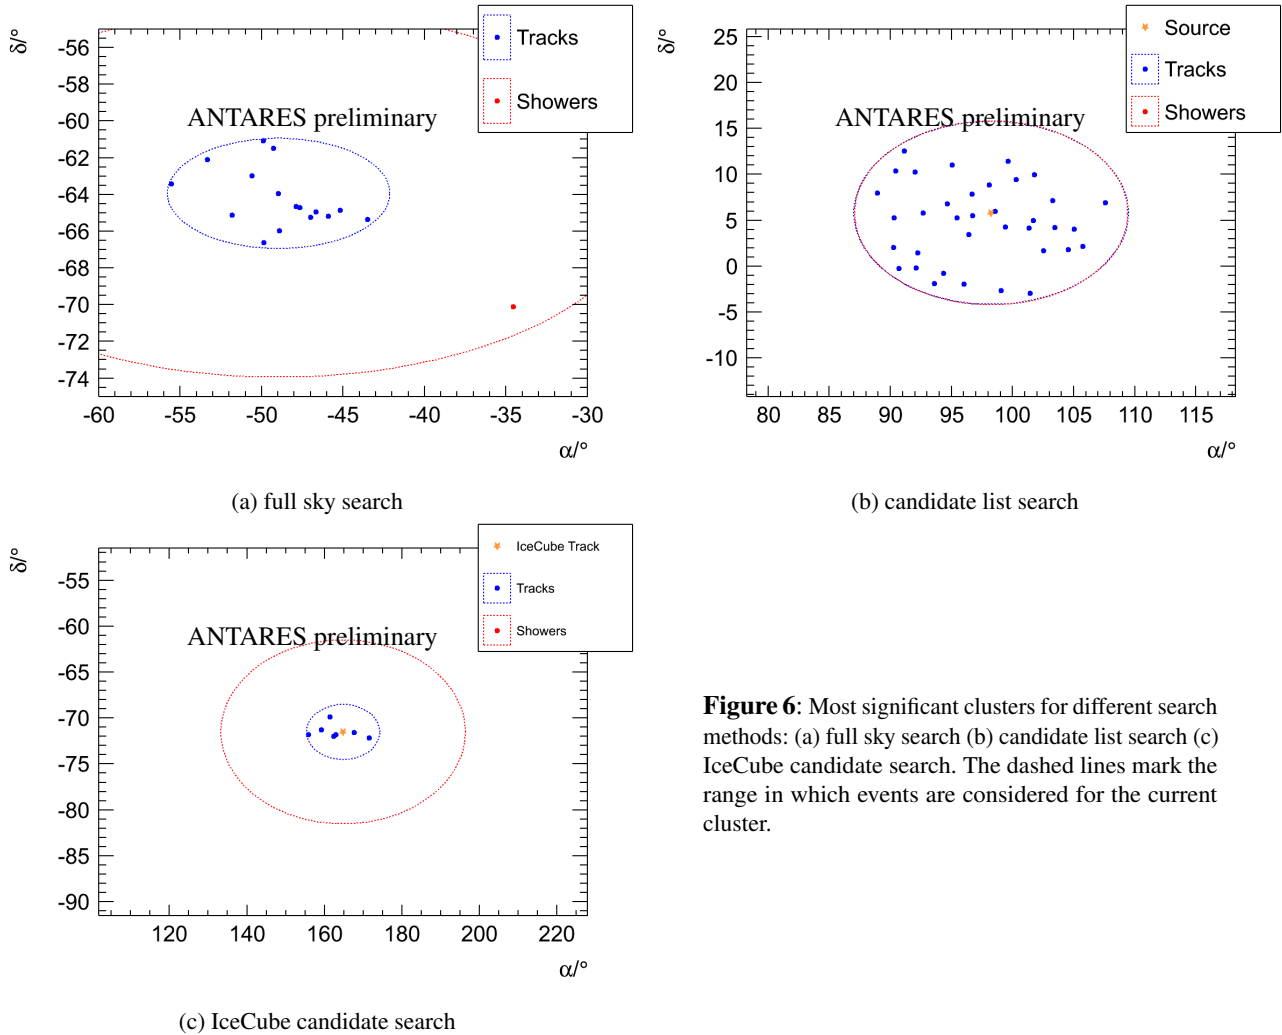 δ/°
-56
-58
-60
-62
-64
-66
-68
-70
-72
-74
-60 -55 -50 -45 -40 -35 -30
α/°
Tracks
Showers
ANTARES preliminary
(a) full sky search
δ/°
25
20
15
10
5
0
-5
-10
80 85 90 95 100 105 110 115
α/°
Source
Tracks
Showers
ANTARES preliminary
(b) candidate list search
δ/°
-55
-60
-65
-70
-75
-80
-85
-90
120 140 160 180 200 220
α/°
IceCube Track
Tracks
Showers
ANTARES preliminary
(c) IceCube candidate search
Figure 6: Most significant clusters for different search
methods: (a) full sky search (b) candidate list search (c)
IceCube candidate search. The dashed lines mark the
range in which events are considered for the current
cluster.